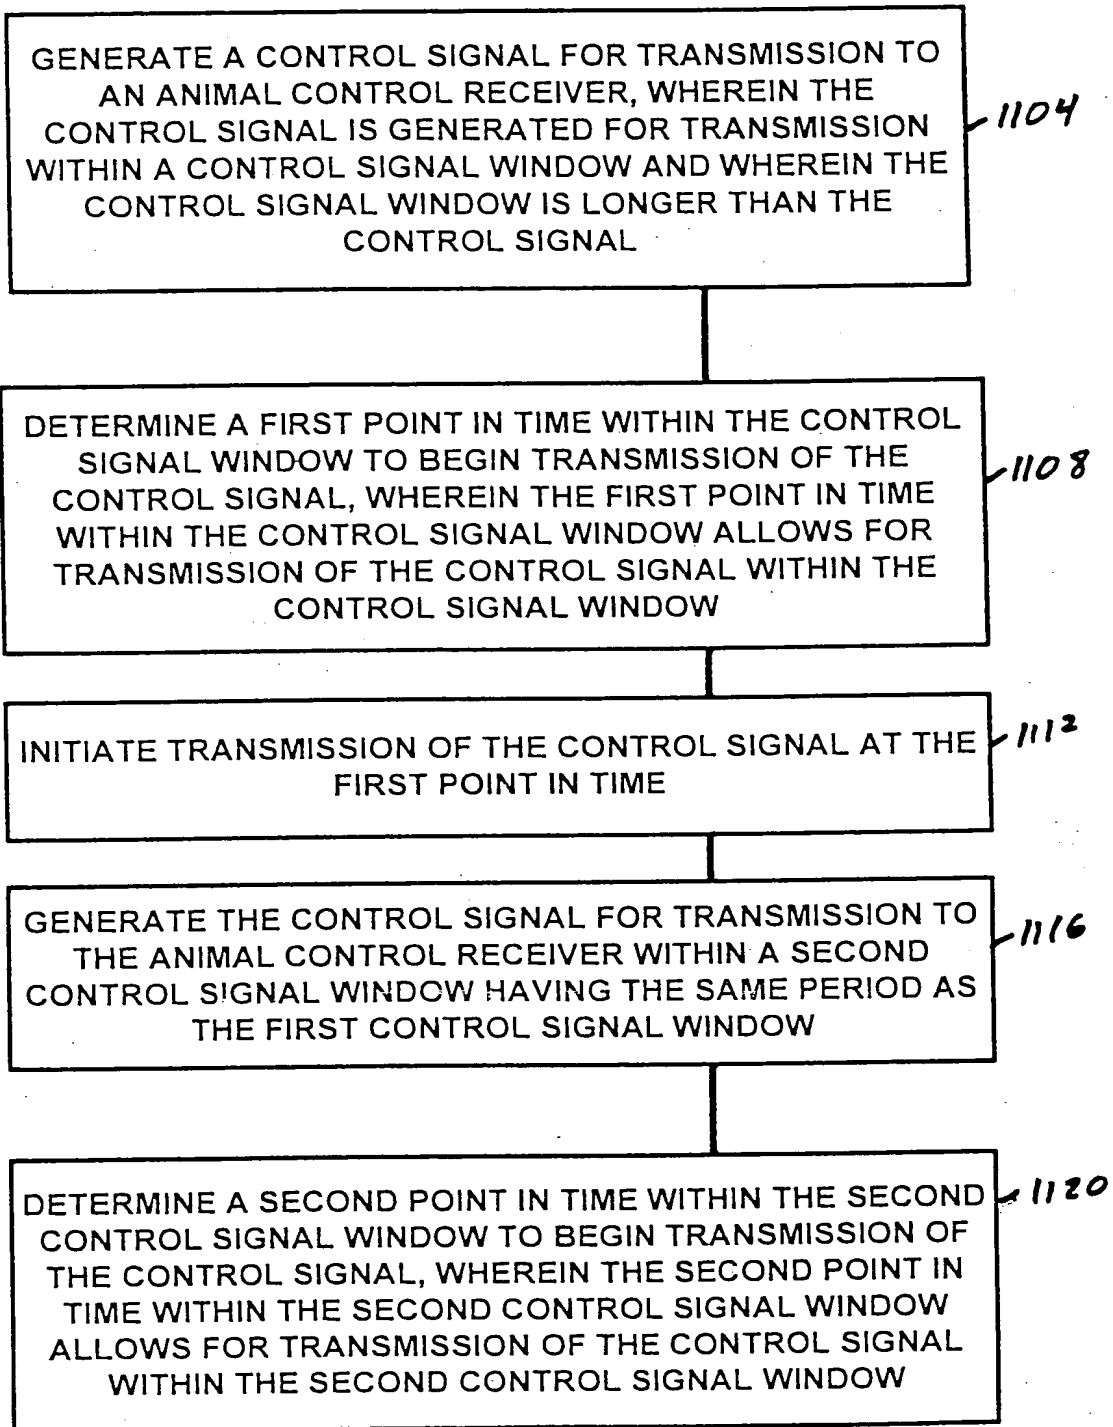 GENERATE A CONTROL SIGNAL FOR TRANSMISSION TO
AN ANIMAL CONTROL RECEIVER, WHEREIN THE
CONTROL SIGNAL IS GENERATED FOR TRANSMISSION
WITHIN A CONTROL SIGNAL WINDOW AND WHEREIN THE
CONTROL SIGNAL WINDOW IS LONGER THAN THE
CONTROL SIGNAL
1104
DETERMINE A FIRST POINT IN TIME WITHIN THE CONTROL
SIGNAL WINDOW TO BEGIN TRANSMISSION OF THE
CONTROL SIGNAL, WHEREIN THE FIRST POINT IN TIME
WITHIN THE CONTROL SIGNAL WINDOW ALLOWS FOR
TRANSMISSION OF THE CONTROL SIGNAL WITHIN THE
CONTROL SIGNAL WINDOW
1108
INITIATE TRANSMISSION OF THE CONTROL SIGNAL AT THE
FIRST POINT IN TIME
1112
GENERATE THE CONTROL SIGNAL FOR TRANSMISSION TO
THE ANIMAL CONTROL RECEIVER WITHIN A SECOND
CONTROL SIGNAL WINDOW HAVING THE SAME PERIOD AS
THE FIRST CONTROL SIGNAL WINDOW
1116
DETERMINE A SECOND POINT IN TIME WITHIN THE SECOND
CONTROL SIGNAL WINDOW TO BEGIN TRANSMISSION OF
THE CONTROL SIGNAL, WHEREIN THE SECOND POINT IN
TIME WITHIN THE SECOND CONTROL SIGNAL WINDOW
ALLOWS FOR TRANSMISSION OF THE CONTROL SIGNAL
WITHIN THE SECOND CONTROL SIGNAL WINDOW
1120